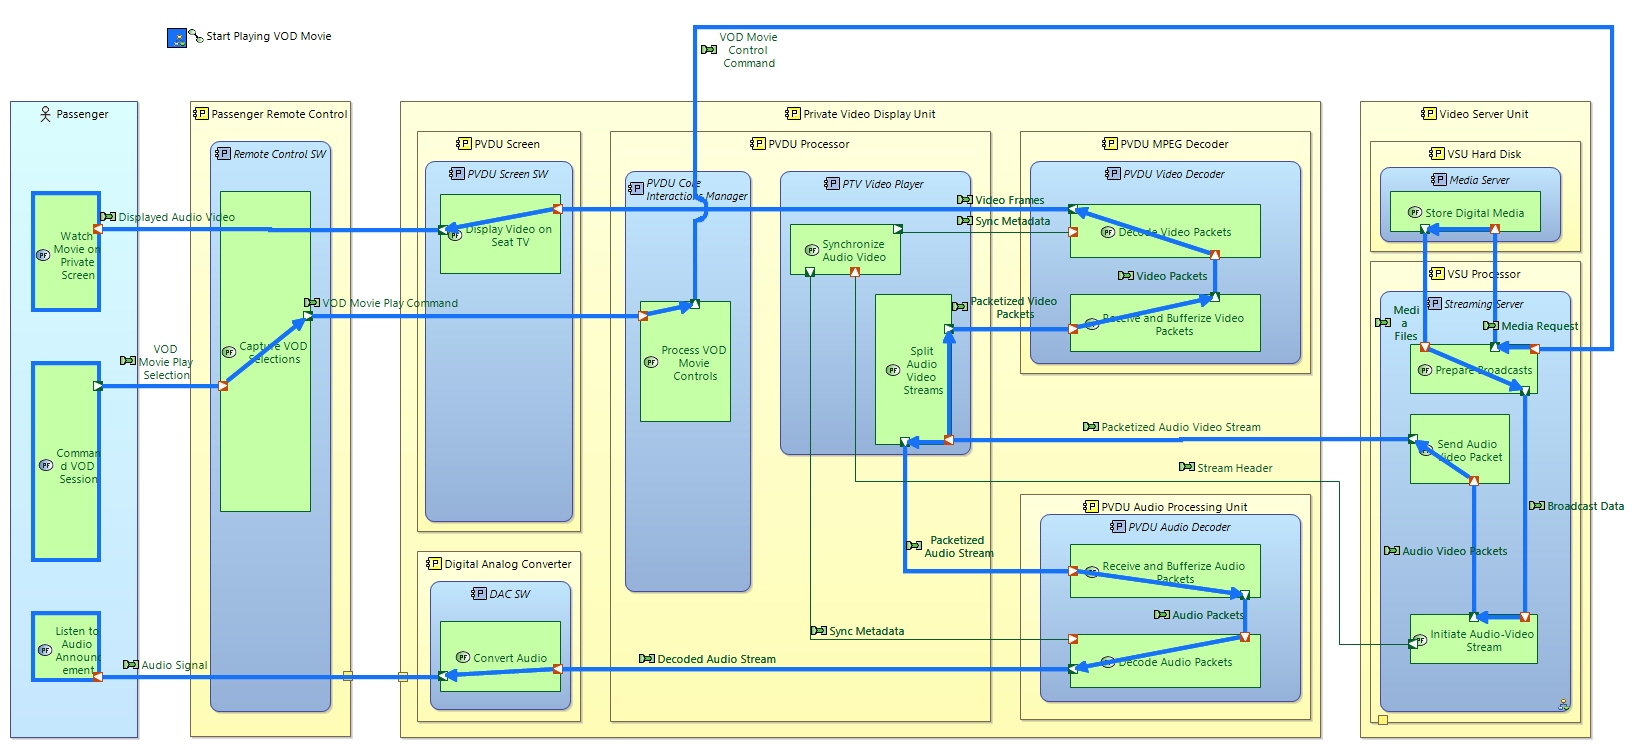 Start Playing VOD Movie
VOD Movie
Control
Command
Passenger
Passenger Remote Control
Private Video Display Unit
Video Server Unit
Remote Control SW
PVDU Screen
PVDU Processor
PVDU MPEG Decoder
VSU Hard Disk
PVDU Screen SW
PVDU Core
Interactions Manager
PTV Video Player
PVDU Video Decoder
Media Server
Displayed Audio Video
Watch
Movie on
Private
Screen
Display Video on
Seat TV
Video Frames
Sync Metadata
Synchronize
Audio Video
Decode Video Packets
Store Digital Media
Video Packets
VSU Processor
Streaming Server
VOD Movie Play Command
Packetized Video
Packets
Receive and Bufferize Video
Packets
Medi
a
Files
Media Request
VOD
Movie Play
Selection
Capture VOD
Selections
Process VOD
Movie
Controls
Split
Audio
Video
Streams
Prepare Broadcasts
Comman
d VOD
Session
Packetized Audio Video Stream
Send Audio
Video Packet
Stream Header
Broadcast Data
PVDU Audio Processing Unit
PVDU Audio Decoder
Packetized
Audio Stream
Receive and Bufferize Audio
Packets
Audio Video Packets
Digital Analog Converter
DAC SW
Audio Packets
Sync Metadata
Listen to
Audio
Announc
ement
Audio Signal
Convert Audio
Decoded Audio Stream
Decode Audio Packets
Initiate Audio-Video
Stream